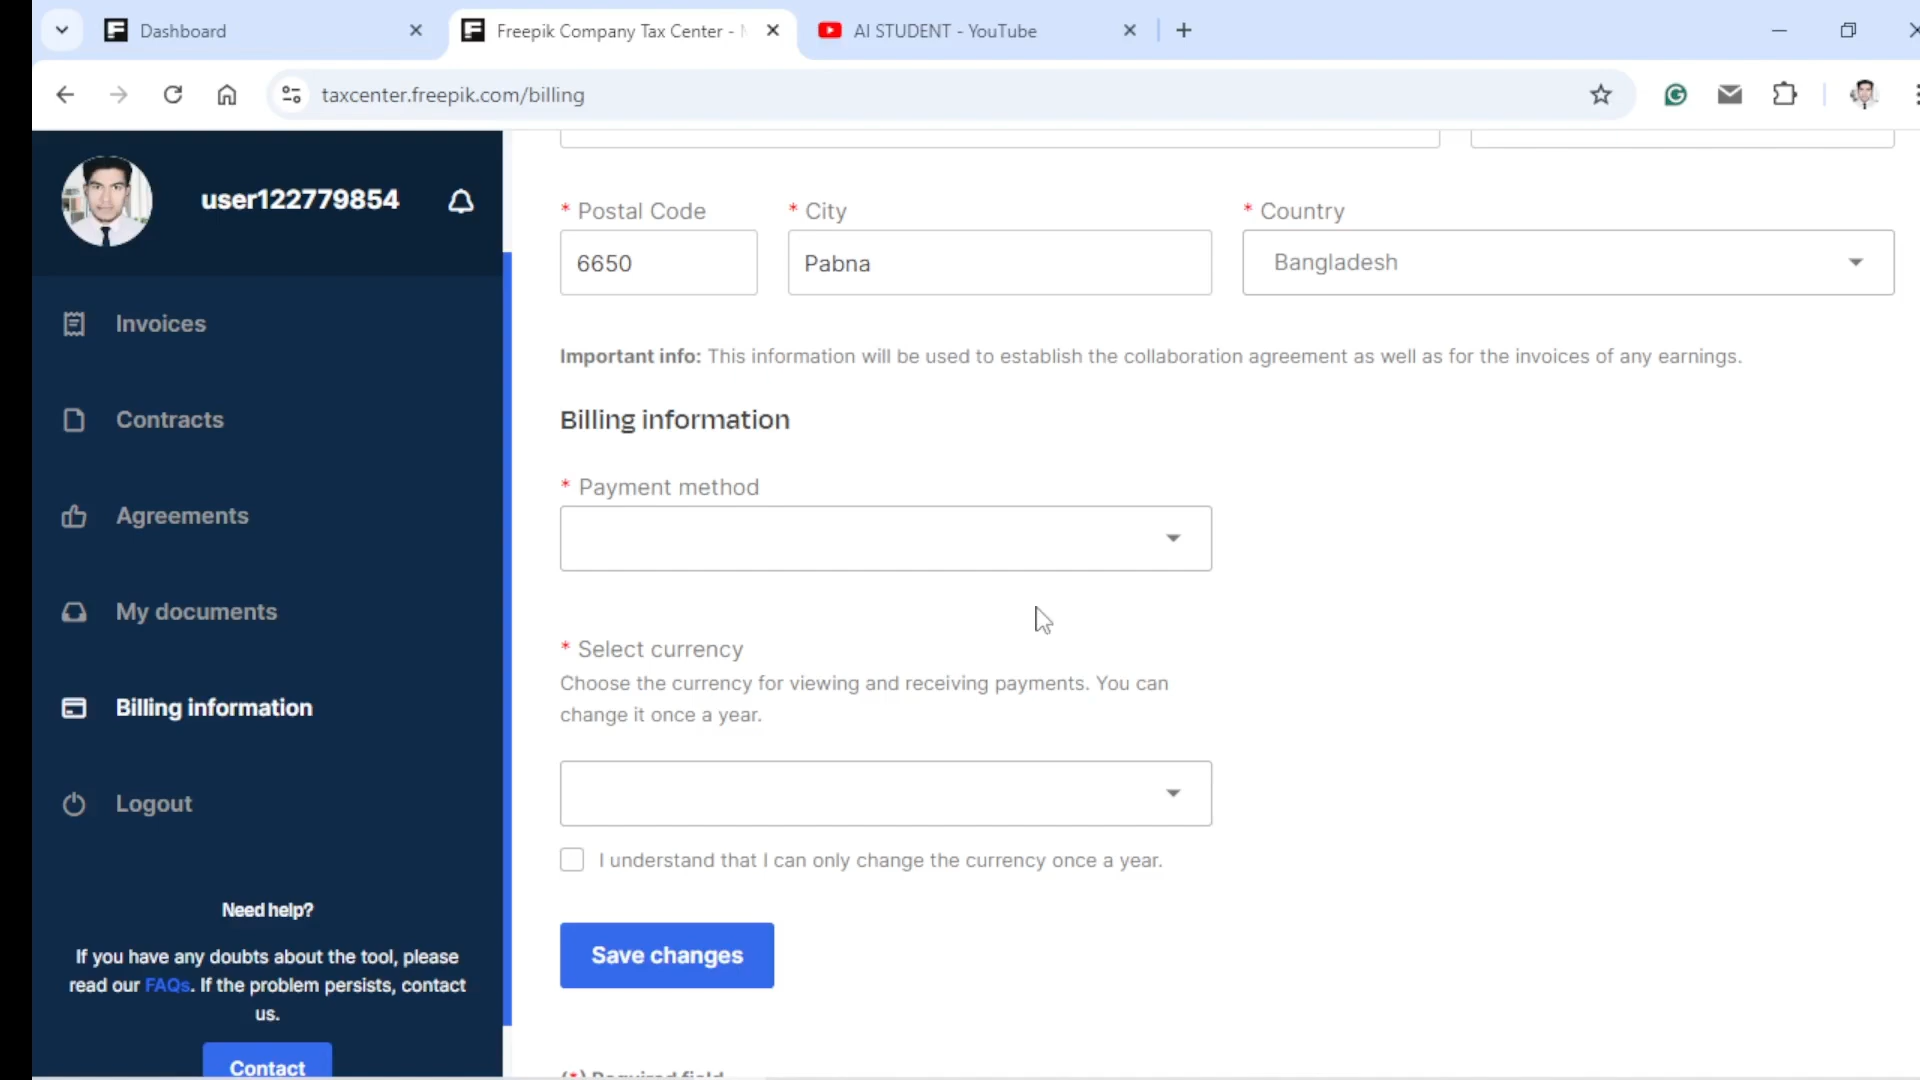 Dashboard
Freepik Company Tax Center -
AI STUDENT - YouTube
taxcenter.freepik.com/billing
user122779854
Invoices
Contracts
Agreements
My documents
Billing information
Logout
Need help?
If you have any doubts about the tool, please
read our FAQs. If the problem persists, contact
us.
Contact
* Postal Code
* City
* Country
6650
Pabna
Bangladesh
Important info: This information will be used to establish the collaboration agreement as well as for the invoices of any earnings.
Billing information
* Payment method
* Select currency
Choose the currency for viewing and receiving payments. You can
change it once a year.
I understand that I can only change the currency once a year.
Save changes
(*) Required field